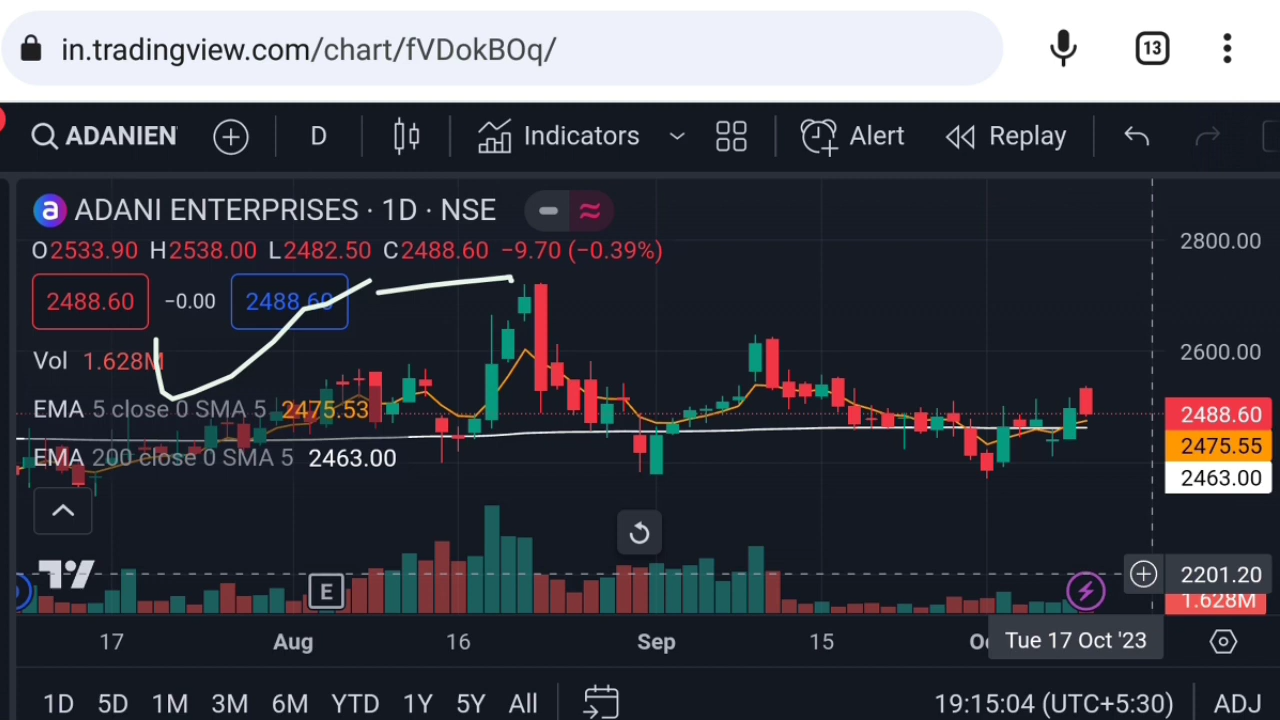 in.tradingview.com/chart/fVDokBOq/ 13
ADANIEN D Indicators Alert Replay
a ADANI ENTERPRISES · 1D · NSE
O2533.90 H2538.00 L2482.50 C2488.60 −9.70 (−0.39%)
2488.60 −0.00 2488.60
Vol 1.628M
EMA 5 close 0 SMA 5 2475.53
EMA 200 close 0 SMA 5 2463.00
2800.00
2600.00
2488.60
2475.55
2463.00
2201.20
1.628M
E
17 Aug 16 Sep 15 Tue 17 Oct '23
1D 5D 1M 3M 6M YTD 1Y 5Y All 19:15:04 (UTC+5:30) ADJ